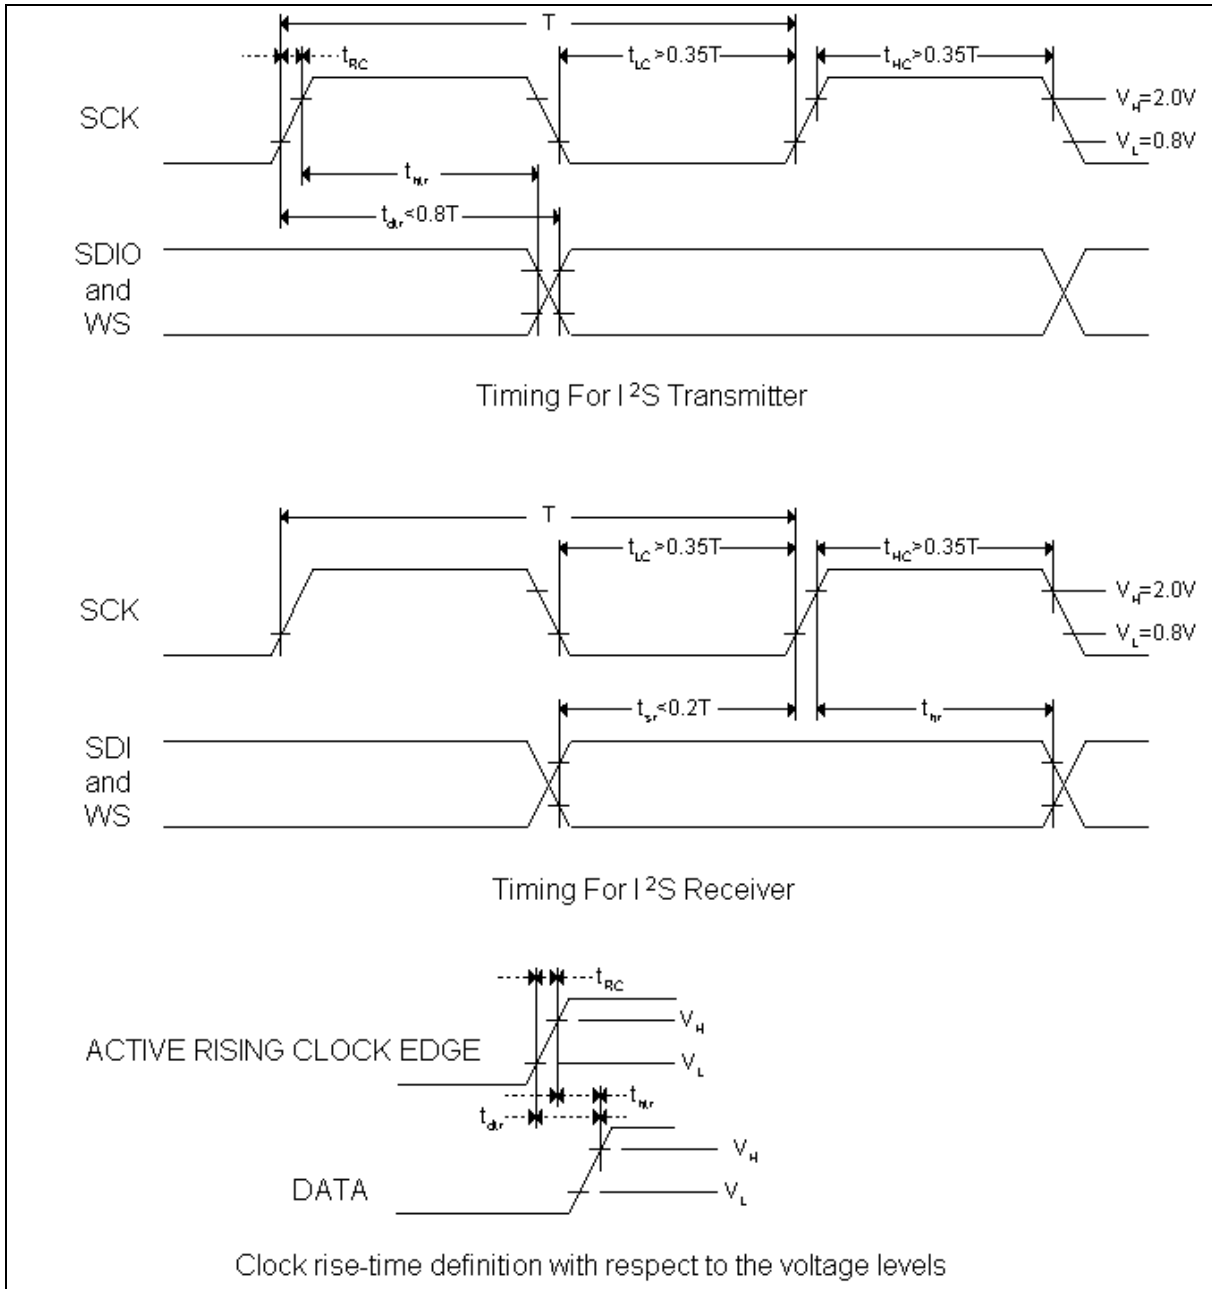 T
tRC
tLC>0.35T
tHC>0.35T
SCK
VH=2.0V
VL=0.8V
thtr
tdtr<0.8T
SDIO
and
WS
Timing For I²S Transmitter
T
tLC>0.35T
tHC>0.35T
SCK
VH=2.0V
VL=0.8V
tsr<0.2T
thr
SDI
and
WS
Timing For I²S Receiver
tRC
VH
ACTIVE RISING CLOCK EDGE
VL
thtr
tdtr
VH
DATA
VL
Clock rise-time definition with respect to the voltage levels